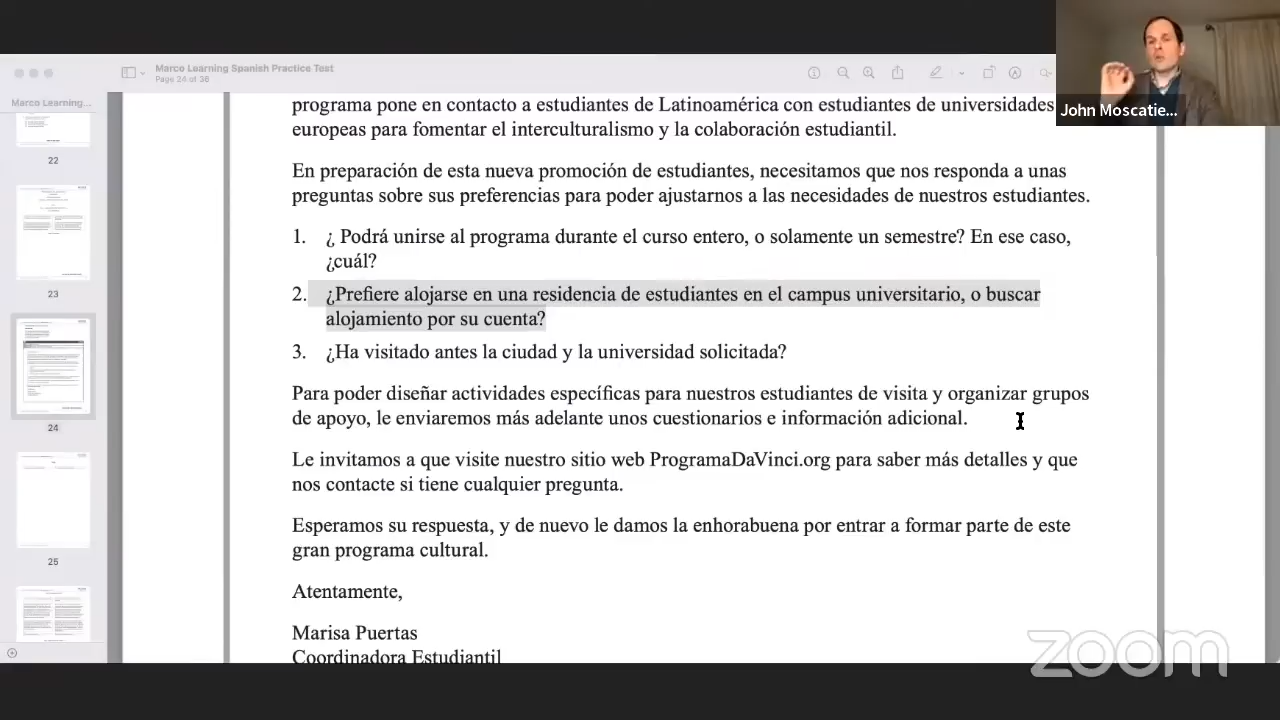 Marco Learning Spanish Practice Test
Page 24 of 38
Marco Learning...
22
23
24
25
programa pone en contacto a estudiantes de Latinoamérica con estudiantes de universidades
europeas para fomentar el interculturalismo y la colaboración estudiantil.
En preparación de esta nueva promoción de estudiantes, necesitamos que nos responda a unas
preguntas sobre sus preferencias para poder ajustarnos a las necesidades de nuestros estudiantes.
1. ¿ Podrá unirse al programa durante el curso entero, o solamente un semestre? En ese caso,
¿cuál?
2. ¿Prefiere alojarse en una residencia de estudiantes en el campus universitario, o buscar
alojamiento por su cuenta?
3. ¿Ha visitado antes la ciudad y la universidad solicitada?
Para poder diseñar actividades específicas para nuestros estudiantes de visita y organizar grupos
de apoyo, le enviaremos más adelante unos cuestionarios e información adicional.
Le invitamos a que visite nuestro sitio web ProgramaDaVinci.org para saber más detalles y que
nos contacte si tiene cualquier pregunta.
Esperamos su respuesta, y de nuevo le damos la enhorabuena por entrar a formar parte de este
gran programa cultural.
Atentamente,
Marisa Puertas
Coordinadora Estudiantil
John Moscatie...
zoom